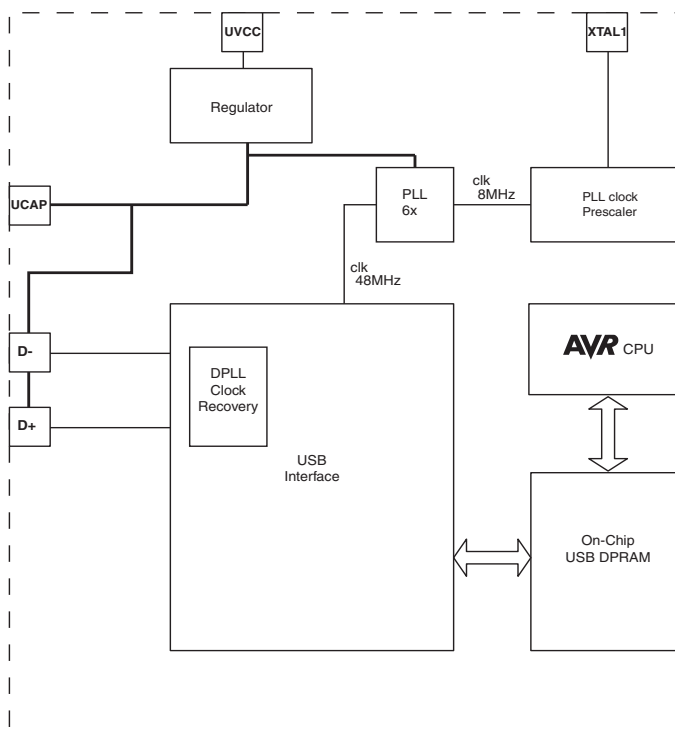 UVCC
XTAL1
Regulator
UCAP
PLL
6x
clk
8MHz
PLL clock
Prescaler
clk
48MHz
D-
D+
DPLL
Clock
Recovery
USB
Interface
AVR CPU
On-Chip
USB DPRAM